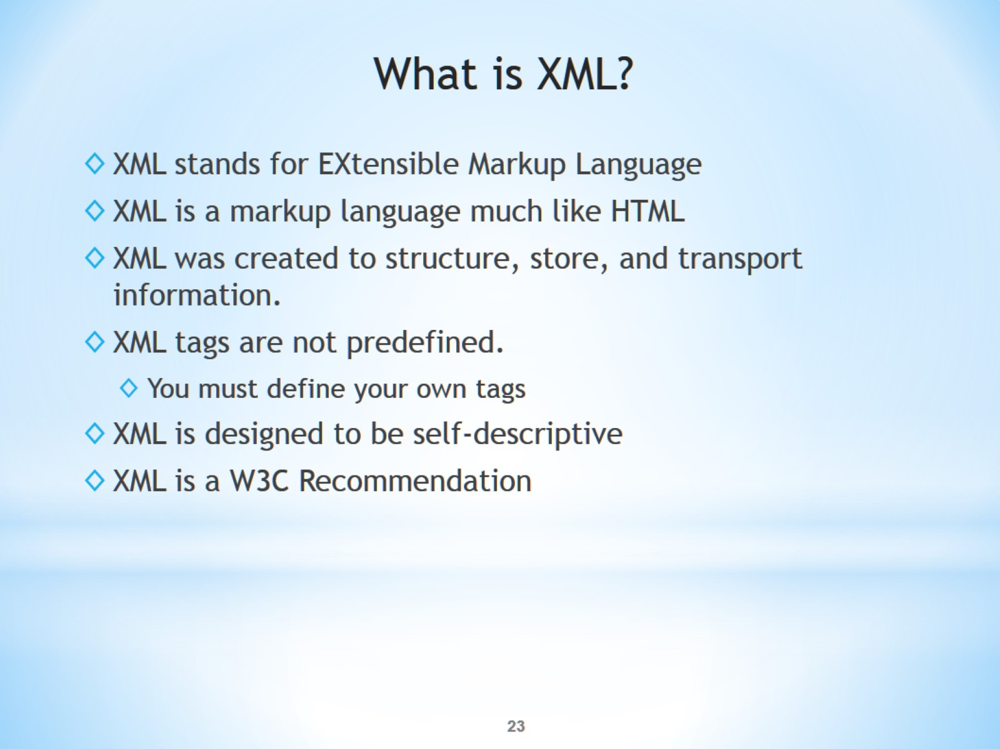 What is XML?
XML stands for EXtensible Markup Language
XML is a markup language much like HTML
XML was created to structure, store, and transport
information.
XML tags are not predefined.
You must define your own tags
XML is designed to be self-descriptive
XML is a W3C Recommendation
23